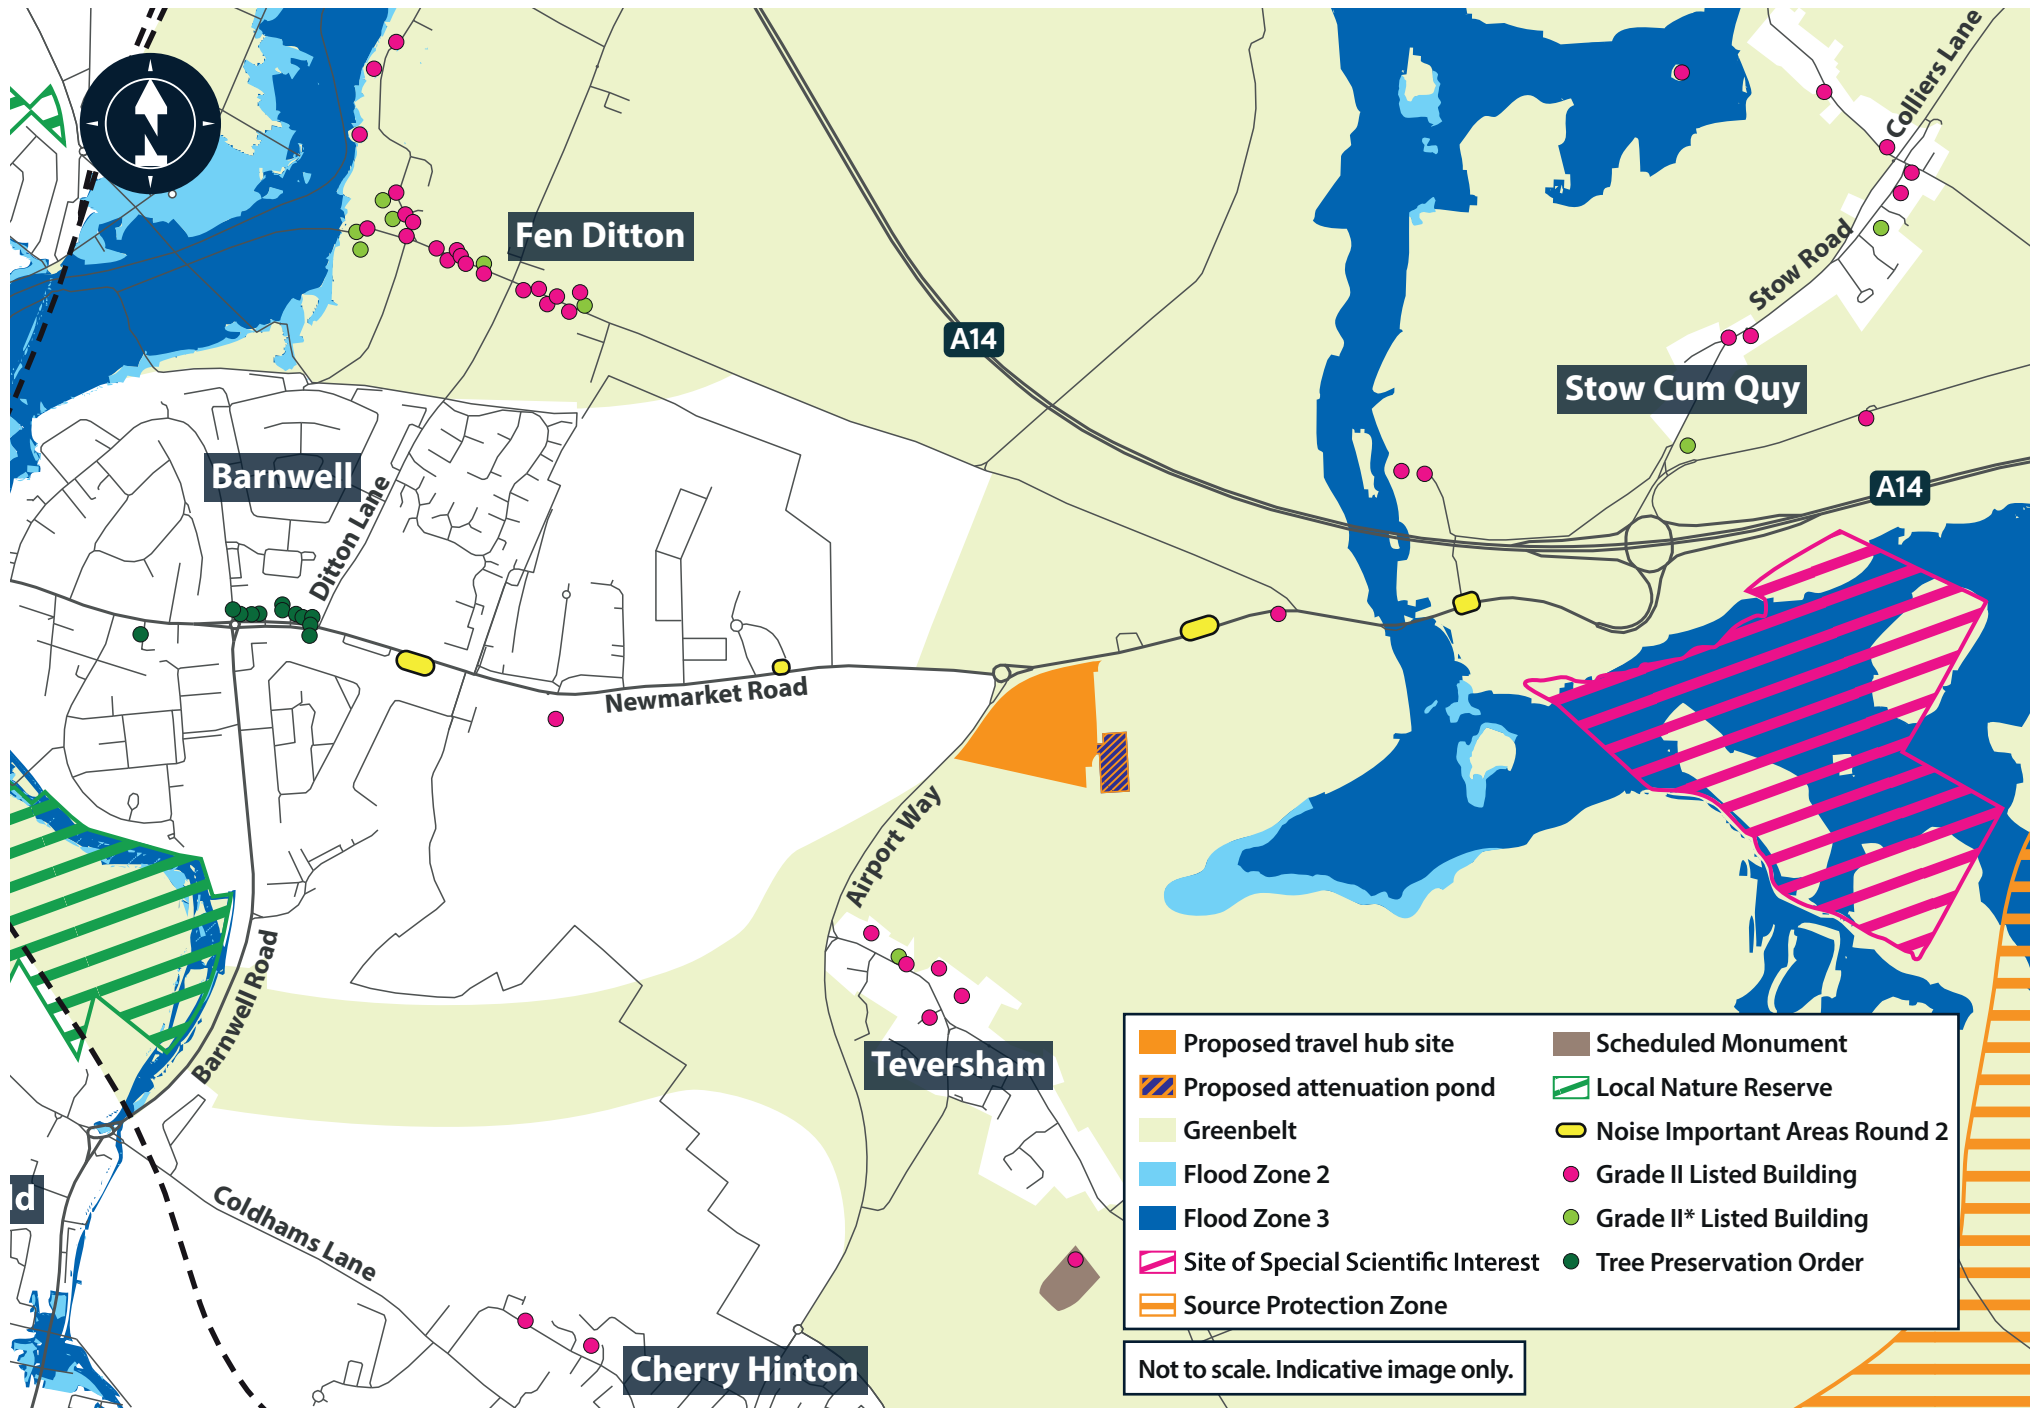 N
Colliers Lane
Fen Ditton
Stow Road
A14
Stow Cum Quy
Barnwell
A14
Ditton Lane
Newmarket Road
Airport Way
Barnwell Road
Teversham
ld
Coldhams Lane
Cherry Hinton
Proposed travel hub site
Proposed attenuation pond
Greenbelt
Flood Zone 2
Flood Zone 3
Site of Special Scientific Interest
Source Protection Zone
Scheduled Monument
Local Nature Reserve
Noise Important Areas Round 2
Grade II Listed Building
Grade II* Listed Building
Tree Preservation Order
Not to scale. Indicative image only.